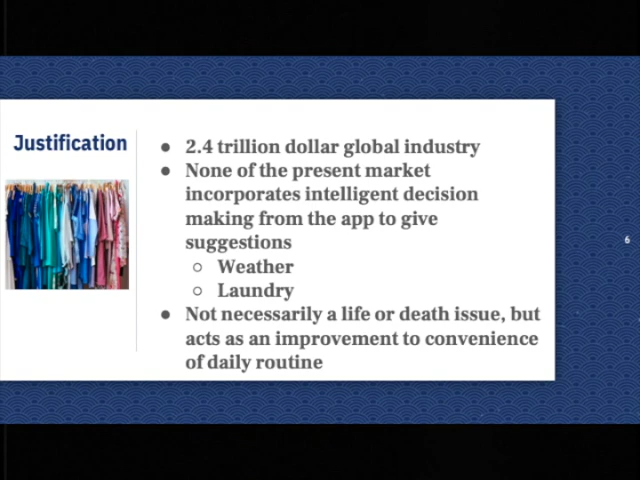 Justification
● 2.4 trillion dollar global industry
● None of the present market
incorporates intelligent decision
making from the app to give
suggestions
○ Weather
○ Laundry
● Not necessarily a life or death issue, but
acts as an improvement to convenience
of daily routine
6